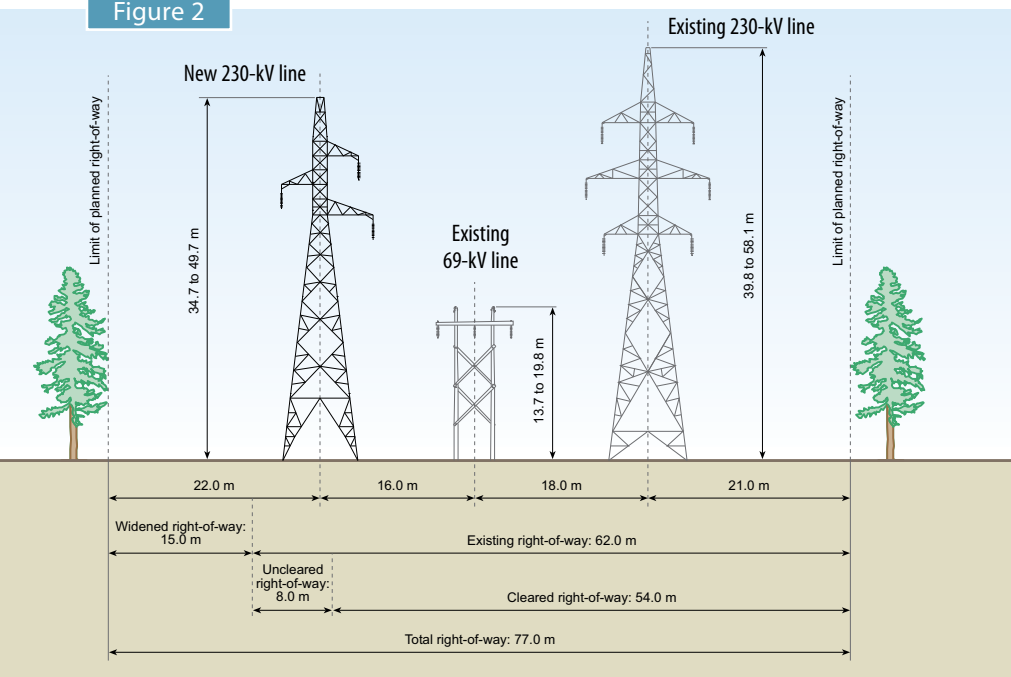 Figure 2
Existing 230-kV line
New 230-kV line
Limit of planned right-of-way
34.7 to 49.7 m
Existing
69-kV line
13.7 to 19.8 m
39.8 to 58.1 m
Limit of planned right-of-way
22.0 m
16.0 m
18.0 m
21.0 m
Widened right-of-way:
15.0 m
Existing right-of-way: 62.0 m
Uncleared
right-of-way:
8.0 m
Cleared right-of-way: 54.0 m
Total right-of-way: 77.0 m